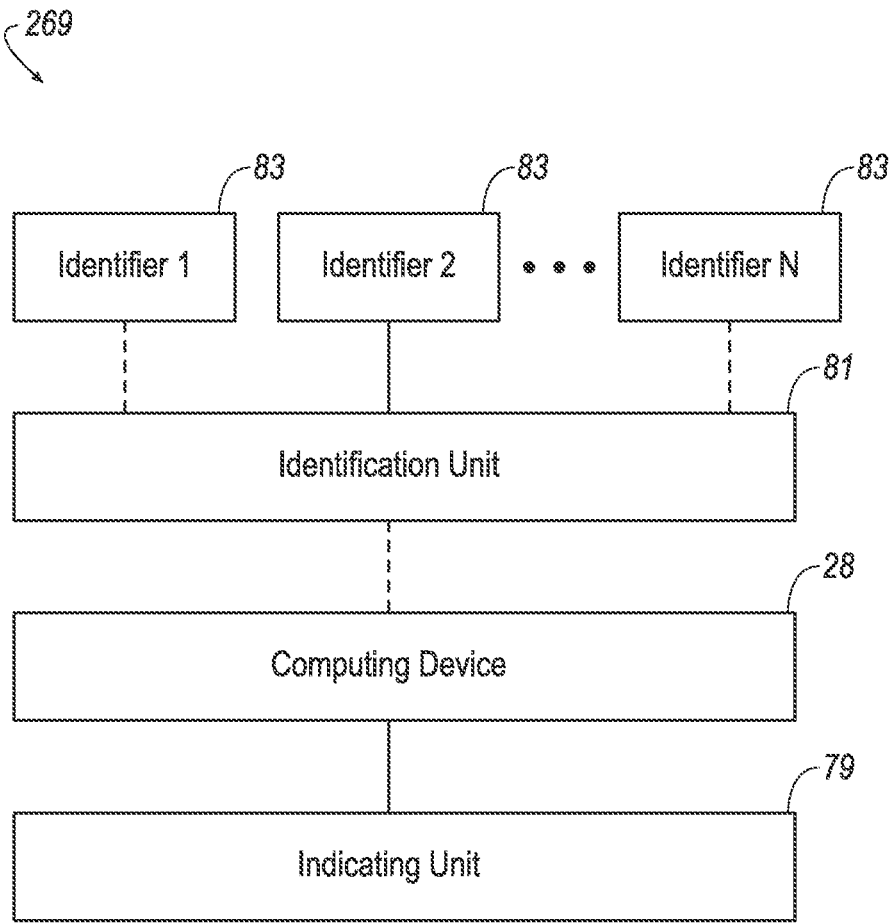 269
83 83 83
Identifier 1 Identifier 2 • • • Identifier N
81
Identification Unit
28
Computing Device
79
Indicating Unit